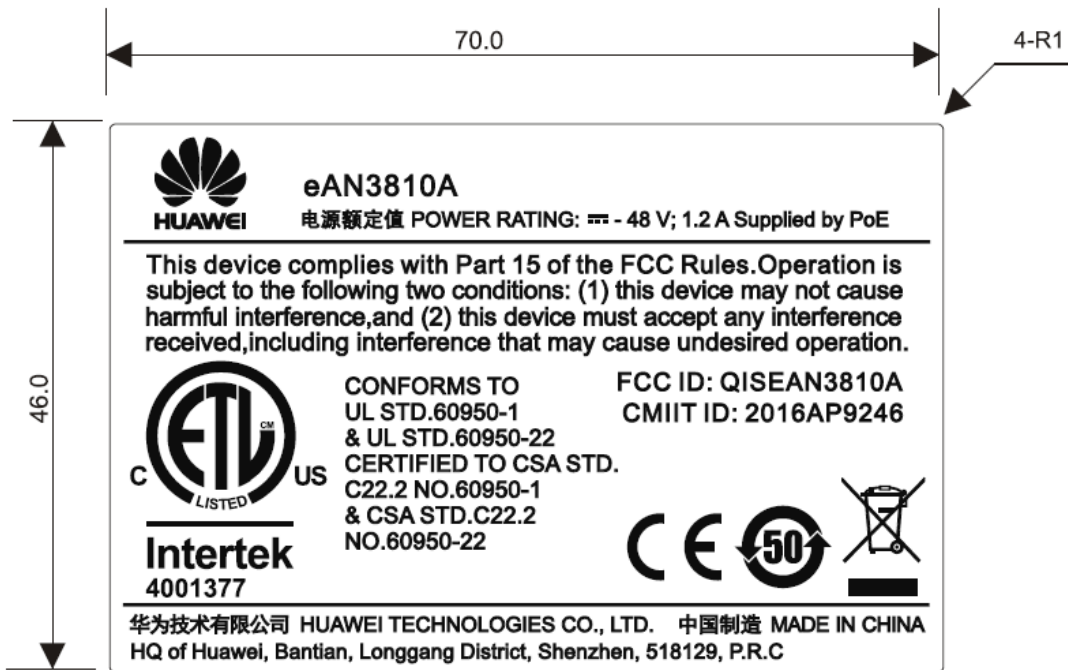 70.0
4-R1
46.0
HUAWEI
eAN3810A
电源额定值 POWER RATING: ⎓ - 48 V; 1.2 A Supplied by PoE
This device complies with Part 15 of the FCC Rules.Operation is
subject to the following two conditions: (1) this device may not cause
harmful interference,and (2) this device must accept any interference
received,including interference that may cause undesired operation.
ETL CM
C US
LISTED
Intertek
4001377
CONFORMS TO
UL STD.60950-1
& UL STD.60950-22
CERTIFIED TO CSA STD.
C22.2 NO.60950-1
& CSA STD.C22.2
NO.60950-22
FCC ID: QISEAN3810A
CMIIT ID: 2016AP9246
CE
50
华为技术有限公司 HUAWEI TECHNOLOGIES CO., LTD. 中国制造 MADE IN CHINA
HQ of Huawei, Bantian, Longgang District, Shenzhen, 518129, P.R.C